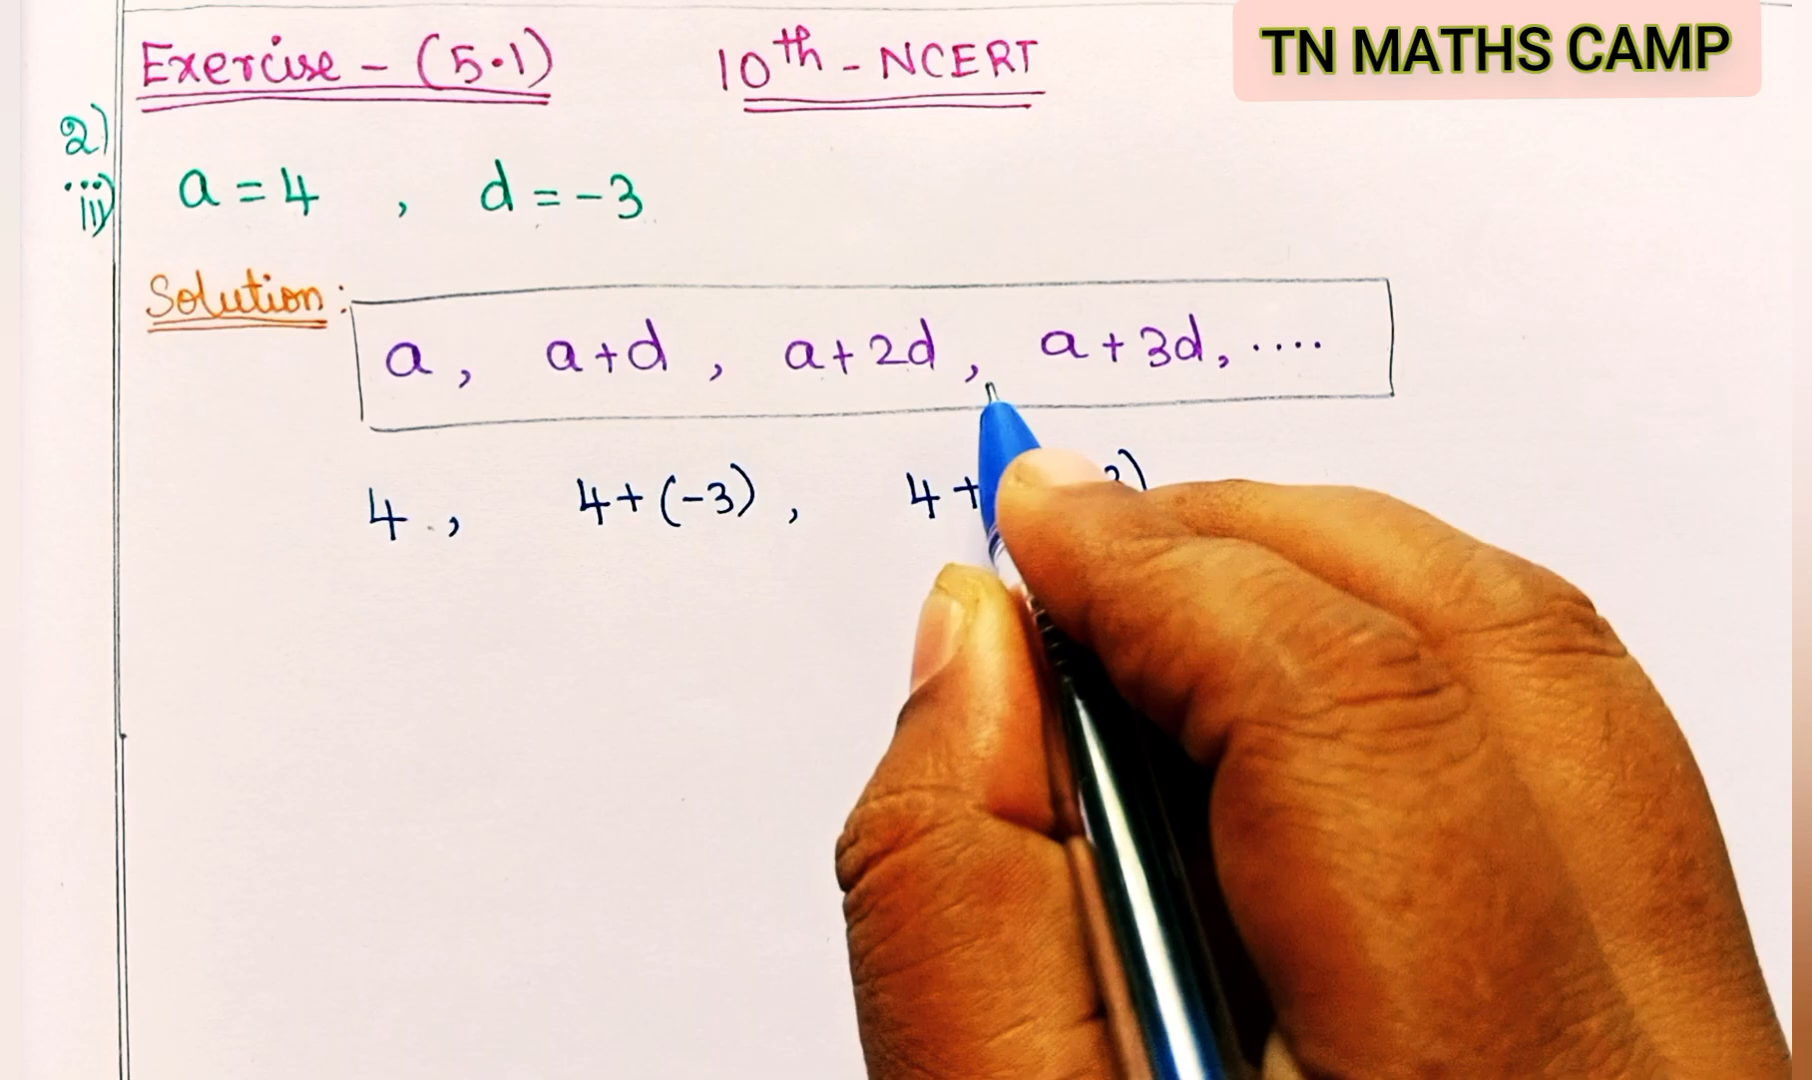 Exercise - (5.1) 10th - NCERT TN MATHS CAMP
2)
iii) a = 4 , d = -3
Solution :
a , a+d , a+2d , a+3d, ....
4 , 4+(-3) , 4+